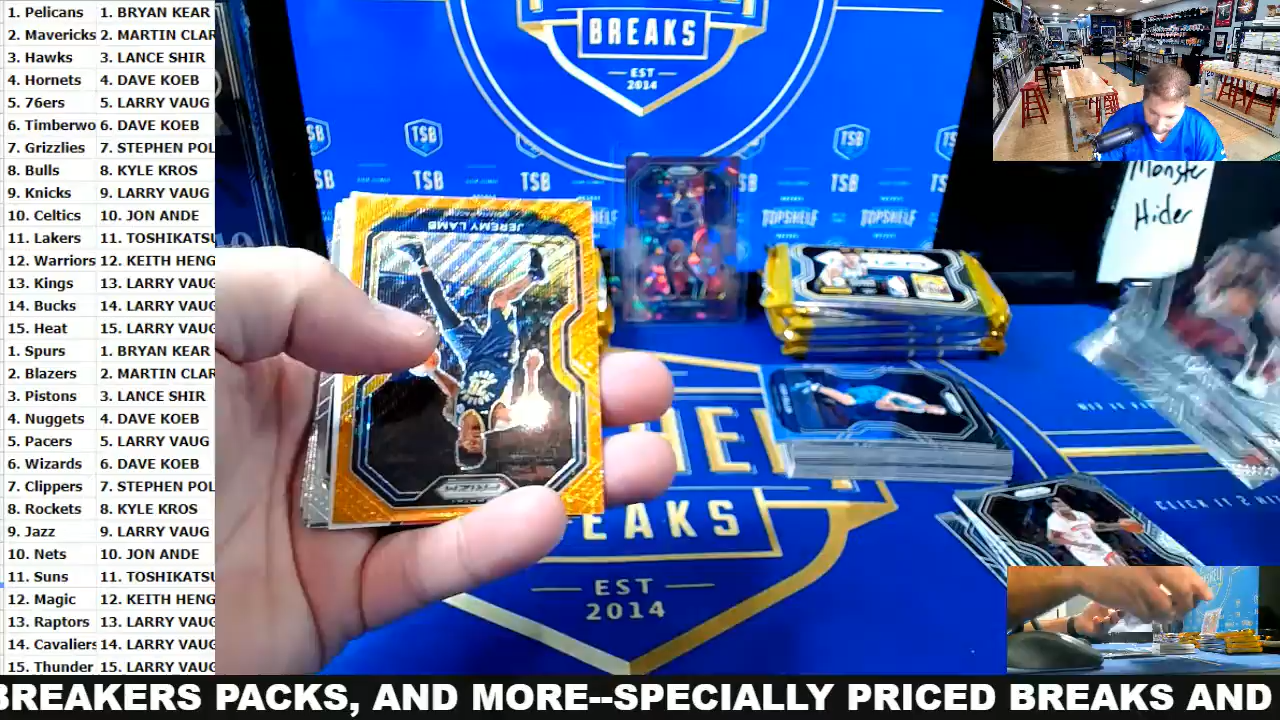 1. Pelicans 1. BRYAN KEAR
2. Mavericks 2. MARTIN CLAR
3. Hawks 3. LANCE SHIR
4. Hornets 4. DAVE KOEB
5. 76ers 5. LARRY VAUG
6. Timberwo 6. DAVE KOEB
7. Grizzlies 7. STEPHEN POL
8. Bulls 8. KYLE KROS
9. Knicks 9. LARRY VAUG
10. Celtics 10. JON ANDE
11. Lakers 11. TOSHIKATSU
12. Warriors 12. KEITH HENG
13. Kings 13. LARRY VAUG
14. Bucks 14. LARRY VAUG
15. Heat 15. LARRY VAUG
1. Spurs 1. BRYAN KEAR
2. Blazers 2. MARTIN CLAR
3. Pistons 3. LANCE SHIR
4. Nuggets 4. DAVE KOEB
5. Pacers 5. LARRY VAUG
6. Wizards 6. DAVE KOEB
7. Clippers 7. STEPHEN POL
8. Rockets 8. KYLE KROS
9. Jazz 9. LARRY VAUG
10. Nets 10. JON ANDE
11. Suns 11. TOSHIKATSU
12. Magic 12. KEITH HENG
13. Raptors 13. LARRY VAUG
14. Cavaliers 14. LARRY VAUG
15. Thunder 15. LARRY VAUG
BREAKS
EST
2014
TSB
TSB
SB
TSB
TSB
TSB
TOPSHELF
Monster
Hider
JEREMY LAMB
PRIZM
EAKS
EST
2014
BREAKERS PACKS, AND MORE--SPECIALLY PRICED BREAKS AND